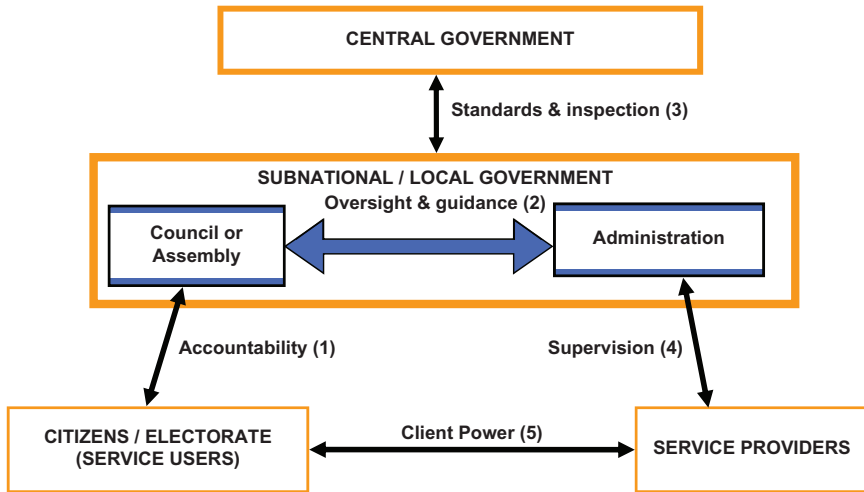 CENTRAL GOVERNMENT
Standards & inspection (3)
SUBNATIONAL / LOCAL GOVERNMENT
Oversight & guidance (2)
Council or
Assembly
Administration
Accountability (1)
Supervision (4)
CITIZENS / ELECTORATE
(SERVICE USERS)
Client Power (5)
SERVICE PROVIDERS